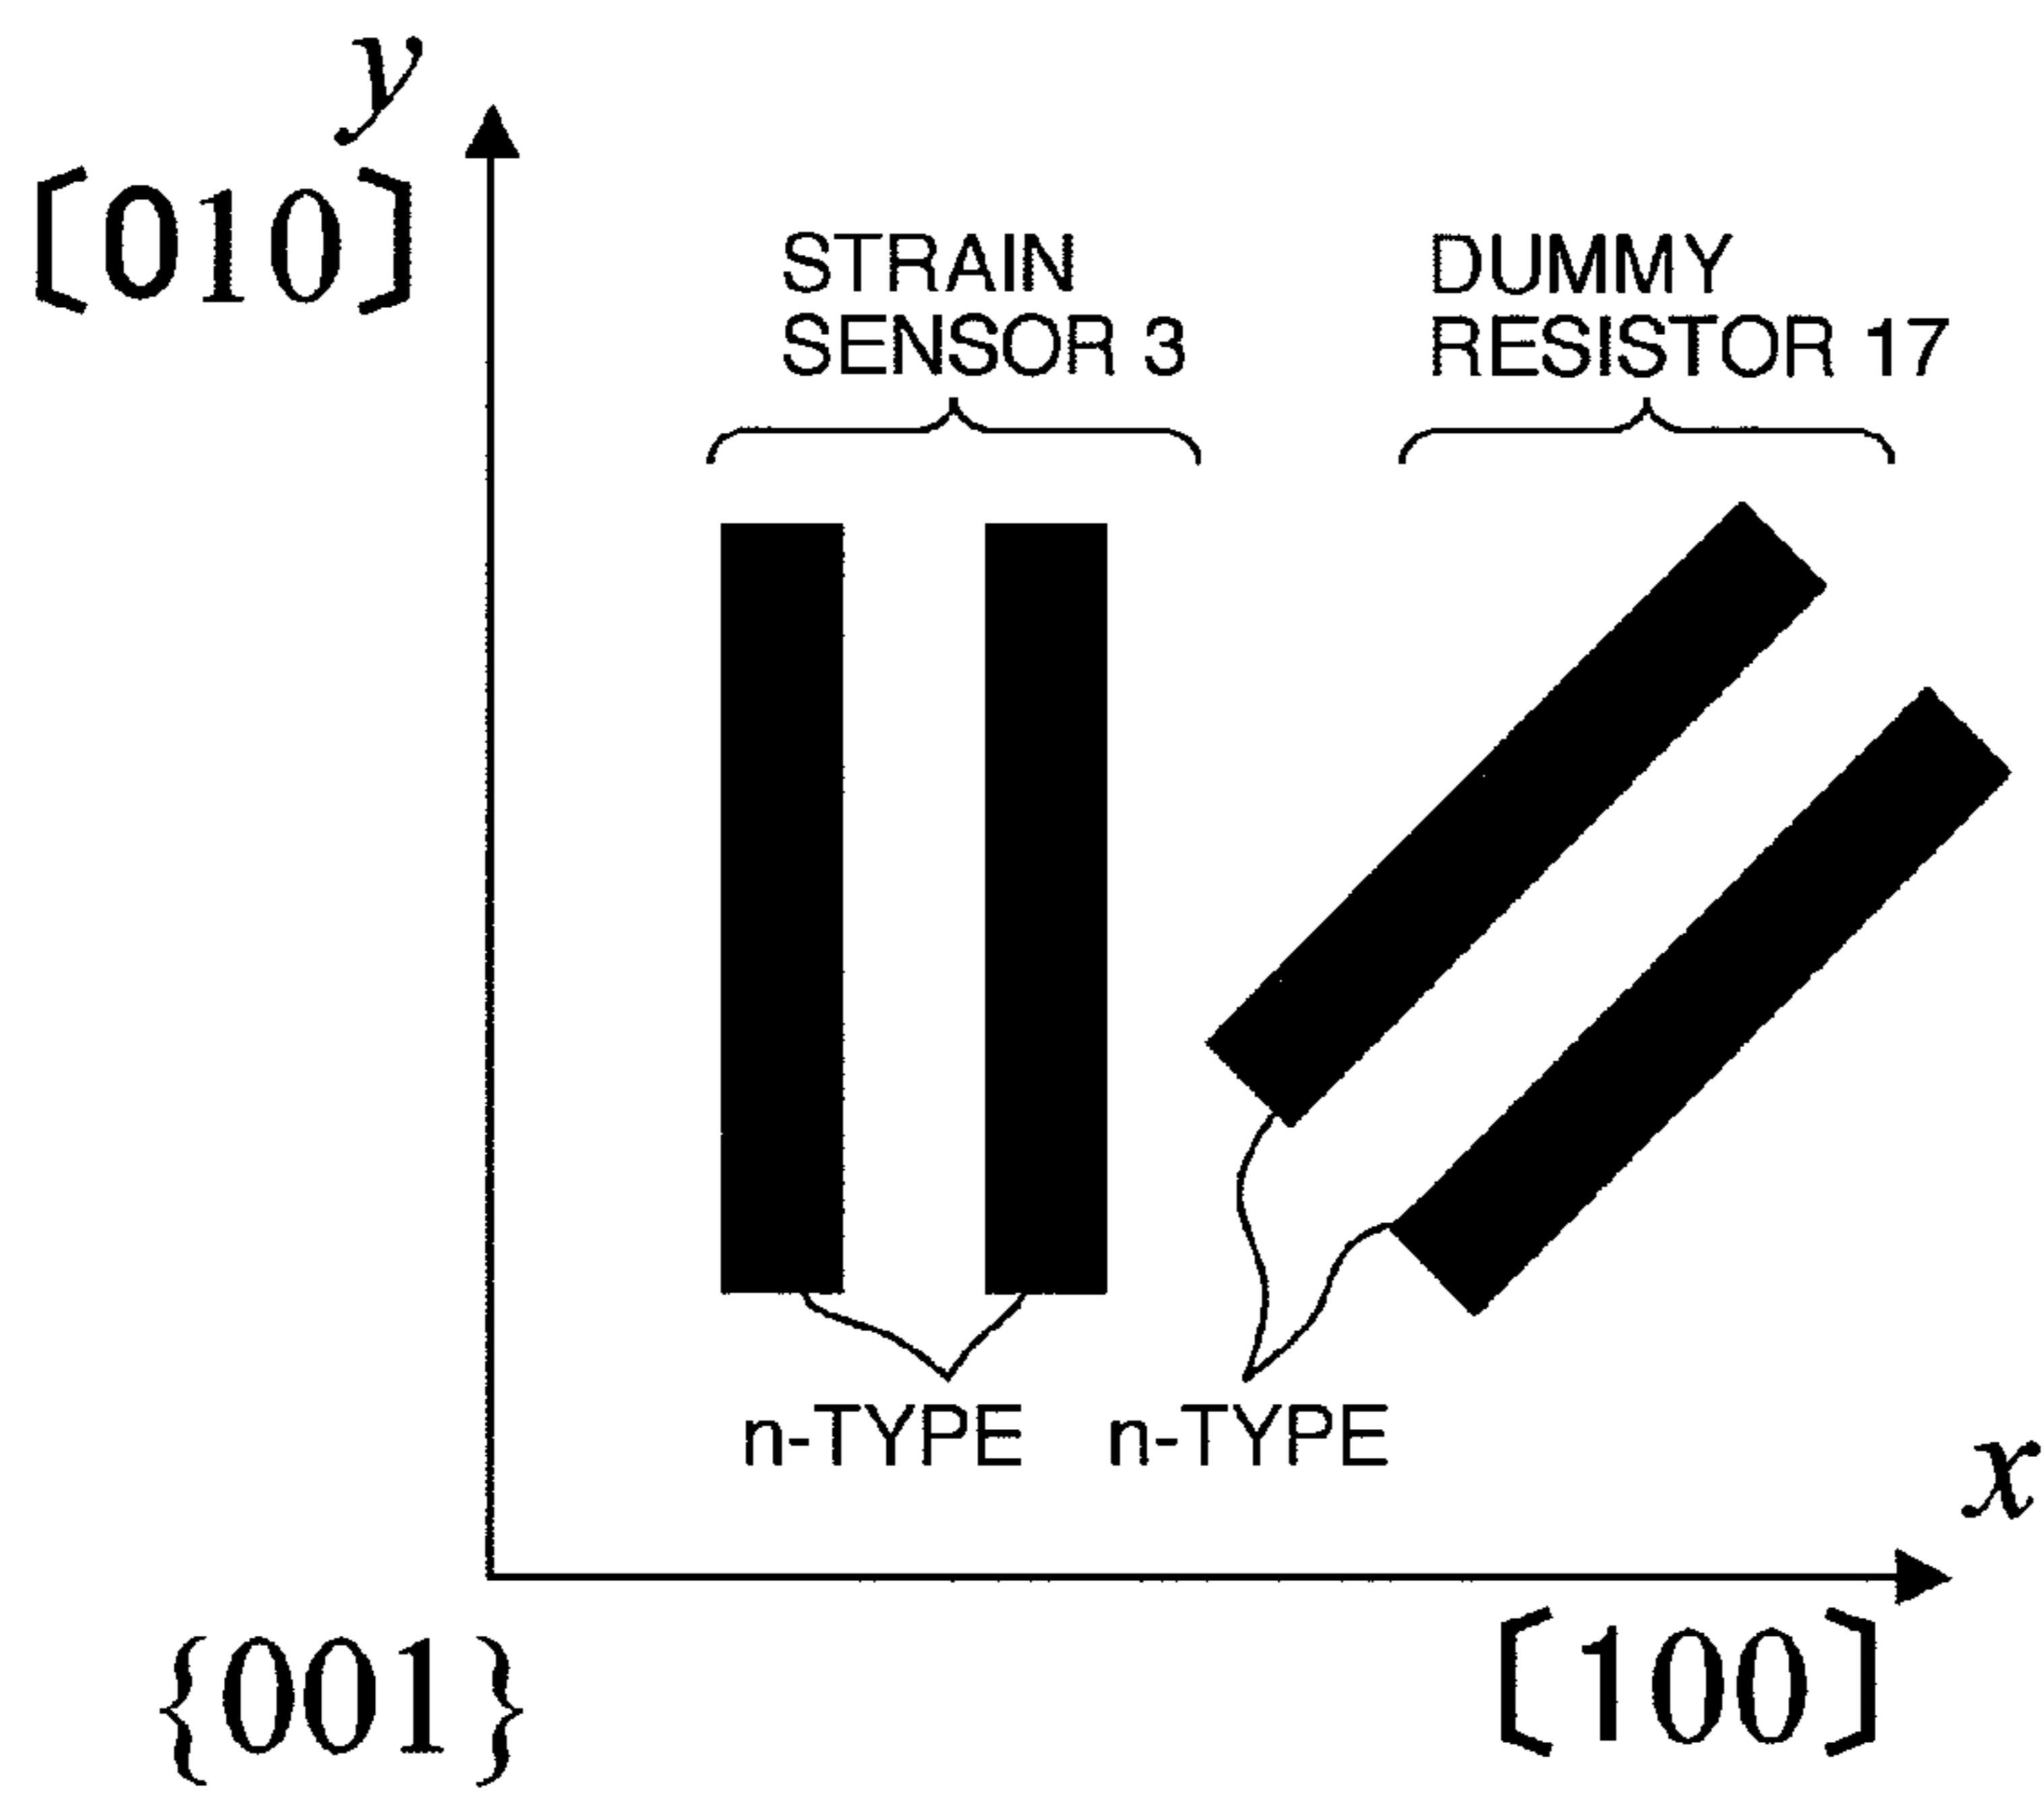 y
〔010〕
STRAIN
SENSOR 3
DUMMY
RESISTOR 17
n-TYPE
n-TYPE
x
{001}
〔100〕